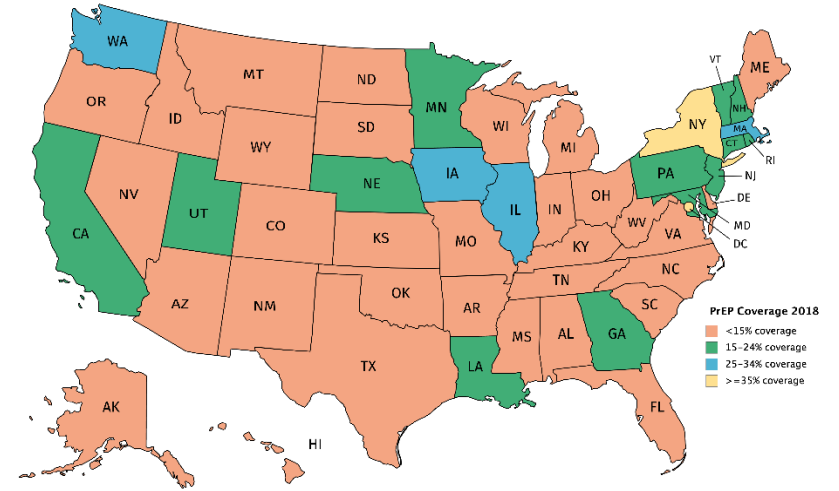 WA
MT
ND
MN
VT
ME
OR
ID
SD
WI
NY
NH
MA
WY
MI
CT
RI
NV
UT
NE
IA
PA
NJ
CA
CO
IL
IN
OH
DE
KS
MO
WV
VA
MD
KY
DC
AZ
NM
OK
AR
TN
NC
SC
TX
LA
MS
AL
GA
FL
AK
HI
PrEP Coverage 2018
<15% coverage
15-24% coverage
25-34% coverage
>=35% coverage